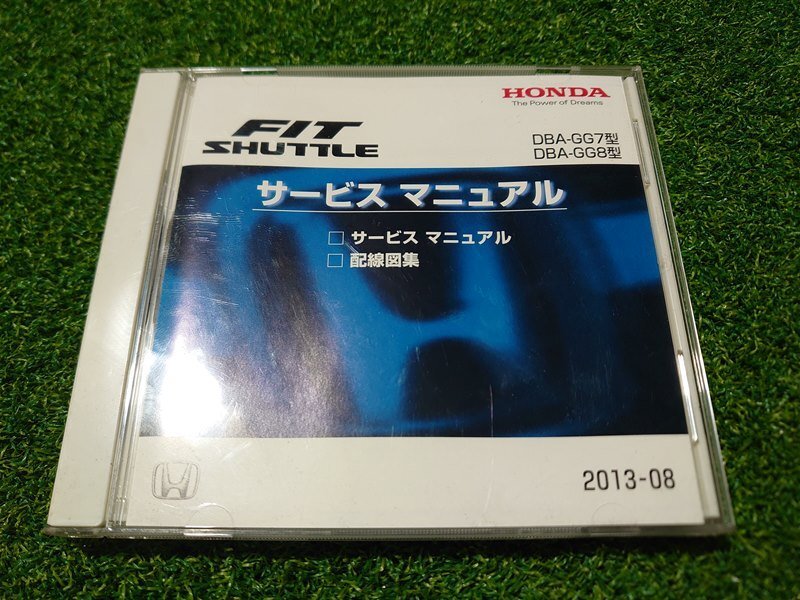 HONDA
The Power of Dreams
FIT
SHUTTLE
DBA-GG7型
DBA-GG8型
サービス マニュアル
□ サービス マニュアル
□ 配線図集
2013-08